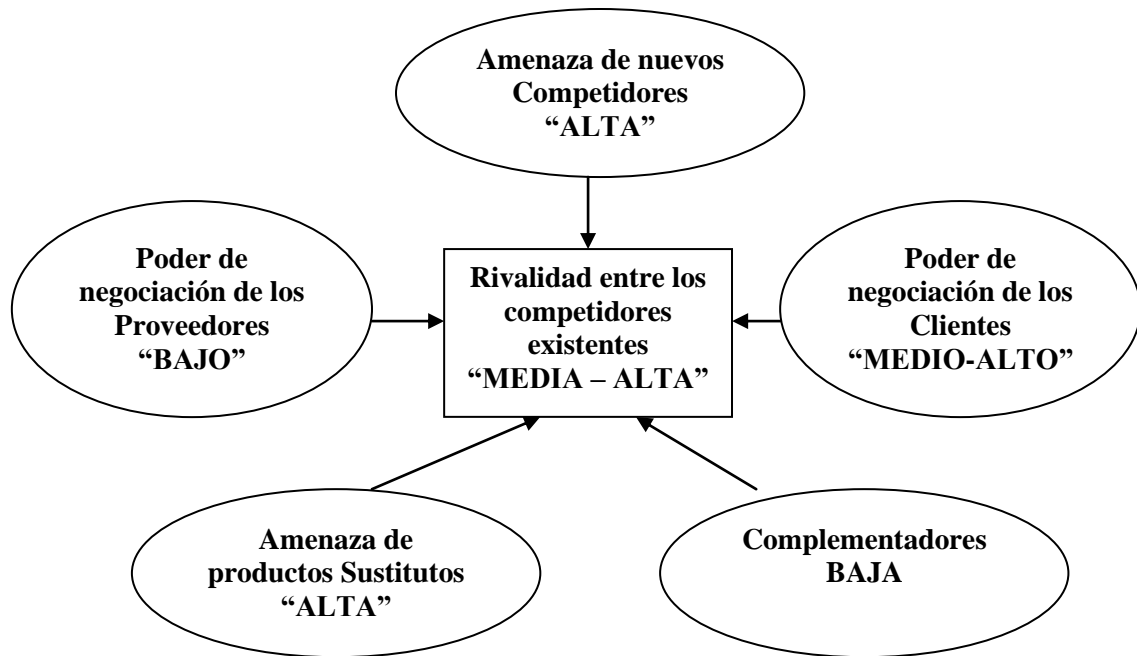 Amenaza de nuevos
Competidores
“ALTA”
Poder de
negociación de los
Proveedores
“BAJO”
Rivalidad entre los
competidores
existentes
“MEDIA – ALTA”
Poder de
negociación de los
Clientes
“MEDIO-ALTO”
Amenaza de
productos Sustitutos
“ALTA”
Complementadores
BAJA